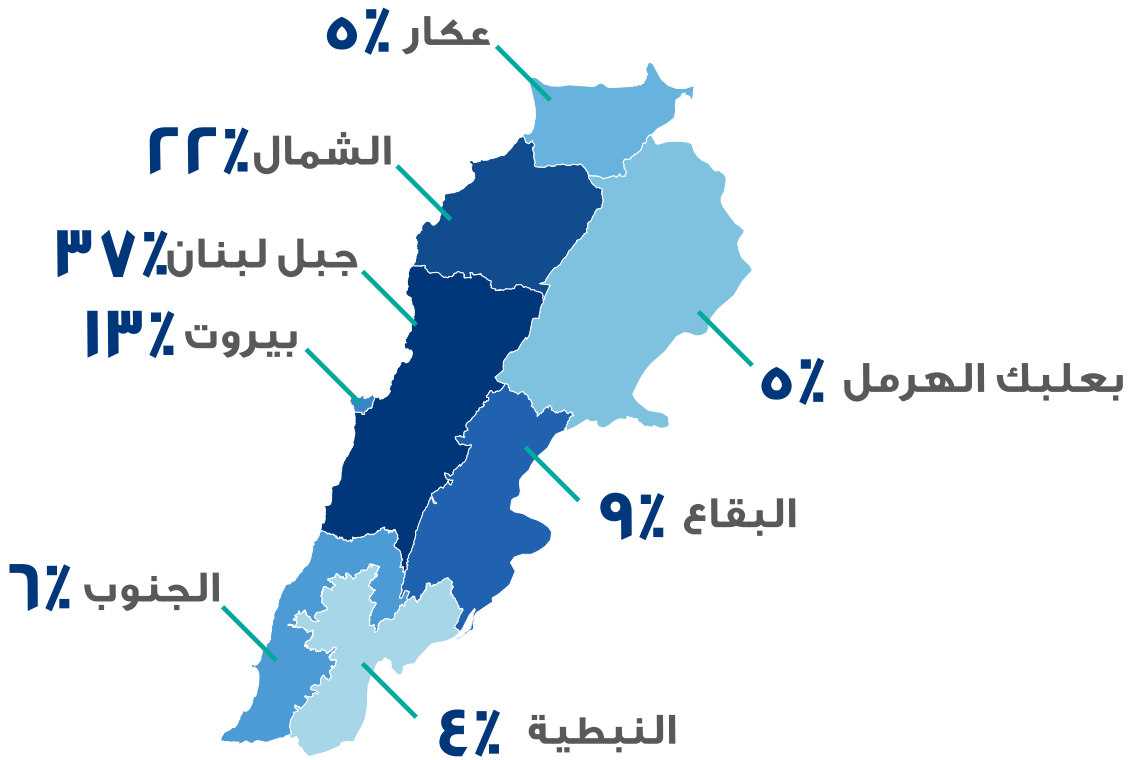 عكار ٥٪
الشمال ٢٢٪
جبل لبنان ٣٧٪
بيروت ١٣٪
بعلبك الهرمل ٥٪
البقاع ٩٪
الجنوب ٦٪
النبطية ٤٪